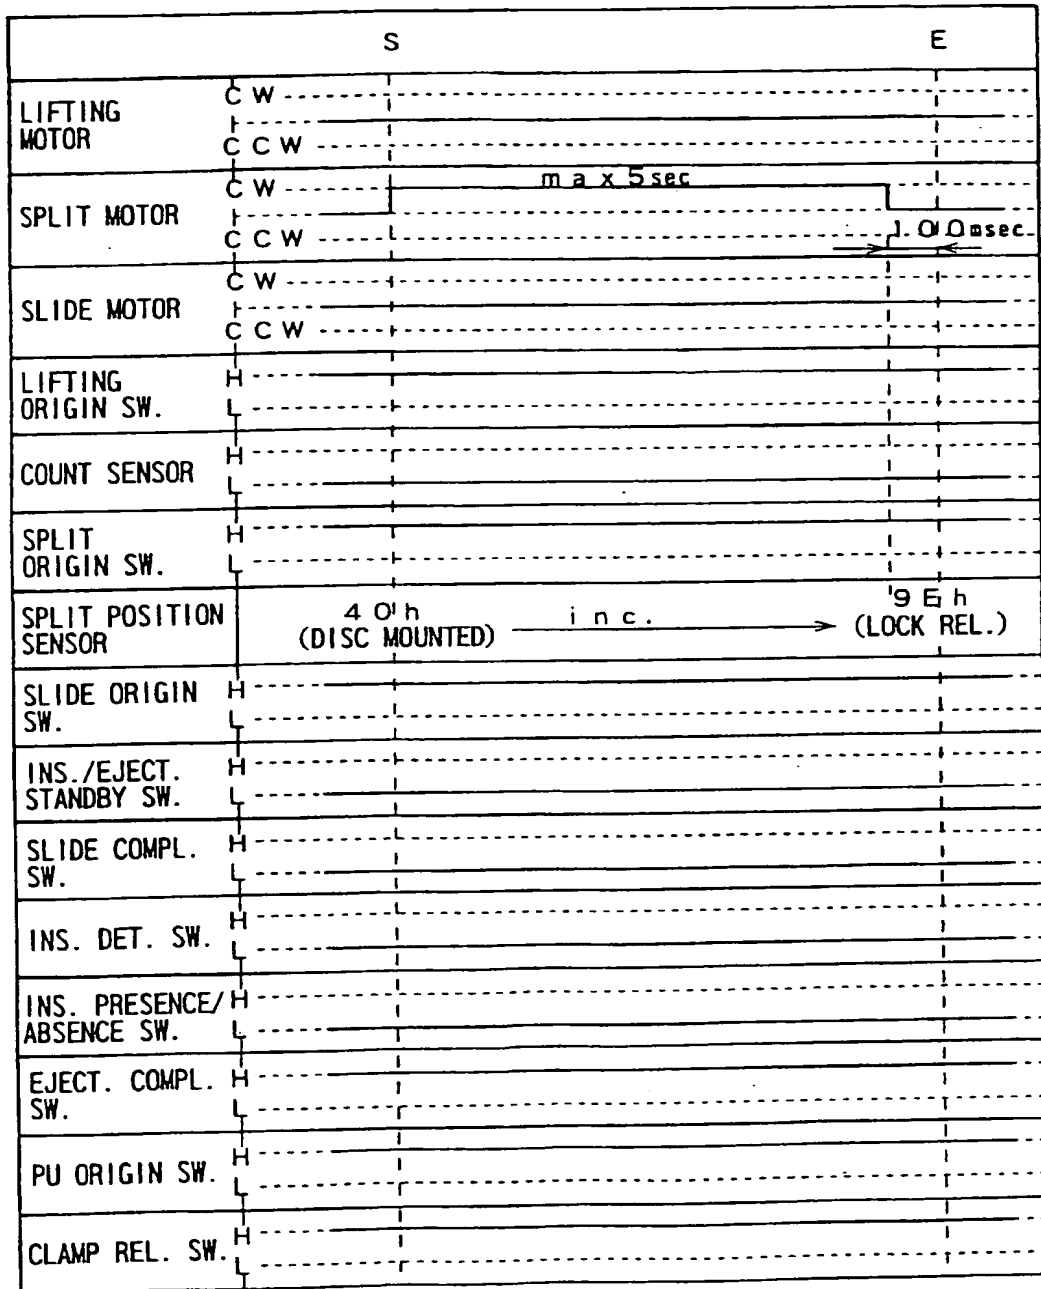 S E
LIFTING
MOTOR
CW
CCW
SPLIT MOTOR
CW
max 5sec
CCW
100msec
SLIDE MOTOR
CW
CCW
LIFTING
ORIGIN SW.
H
L
COUNT SENSOR
H
L
SPLIT
ORIGIN SW.
H
L
SPLIT POSITION
SENSOR
40h
(DISC MOUNTED)
inc.
9Eh
(LOCK REL.)
SLIDE ORIGIN
SW.
H
L
INS./EJECT.
STANDBY SW.
H
L
SLIDE COMPL.
SW.
H
L
INS. DET. SW.
H
L
INS. PRESENCE/
ABSENCE SW.
H
L
EJECT. COMPL.
SW.
H
L
PU ORIGIN SW.
H
L
CLAMP REL. SW.
H
L